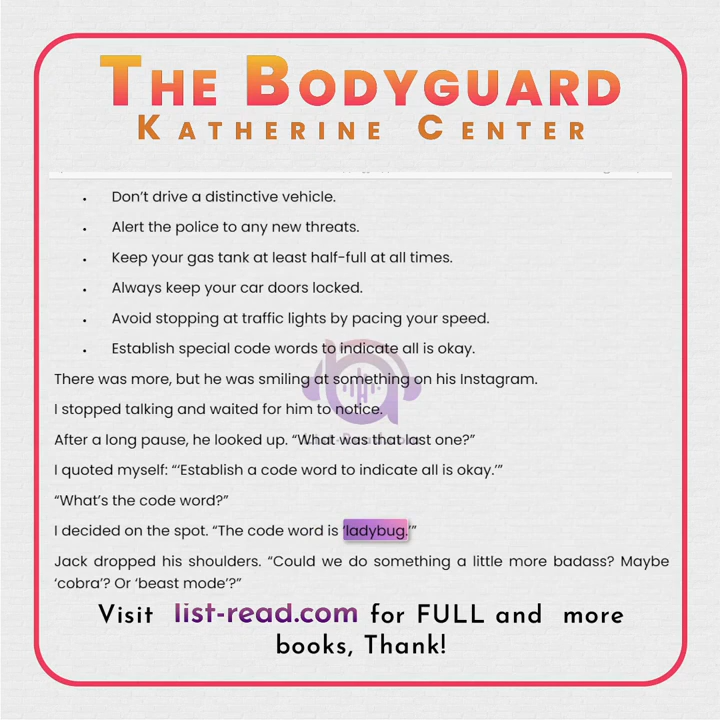 THE BODYGUARD
KATHERINE CENTER
• Don’t drive a distinctive vehicle.
• Alert the police to any new threats.
• Keep your gas tank at least half-full at all times.
• Always keep your car doors locked.
• Avoid stopping at traffic lights by pacing your speed.
• Establish special code words to indicate all is okay.
There was more, but he was smiling at something on his Instagram.
I stopped talking and waited for him to notice.
After a long pause, he looked up. “What was that last one?”
I quoted myself: “‘Establish a code word to indicate all is okay.’”
“What’s the code word?”
I decided on the spot. “The code word is ‘ladybug.’”
Jack dropped his shoulders. “Could we do something a little more badass? Maybe
‘cobra’? Or ‘beast mode’?”
Visit list-read.com for FULL and more
books, Thank!